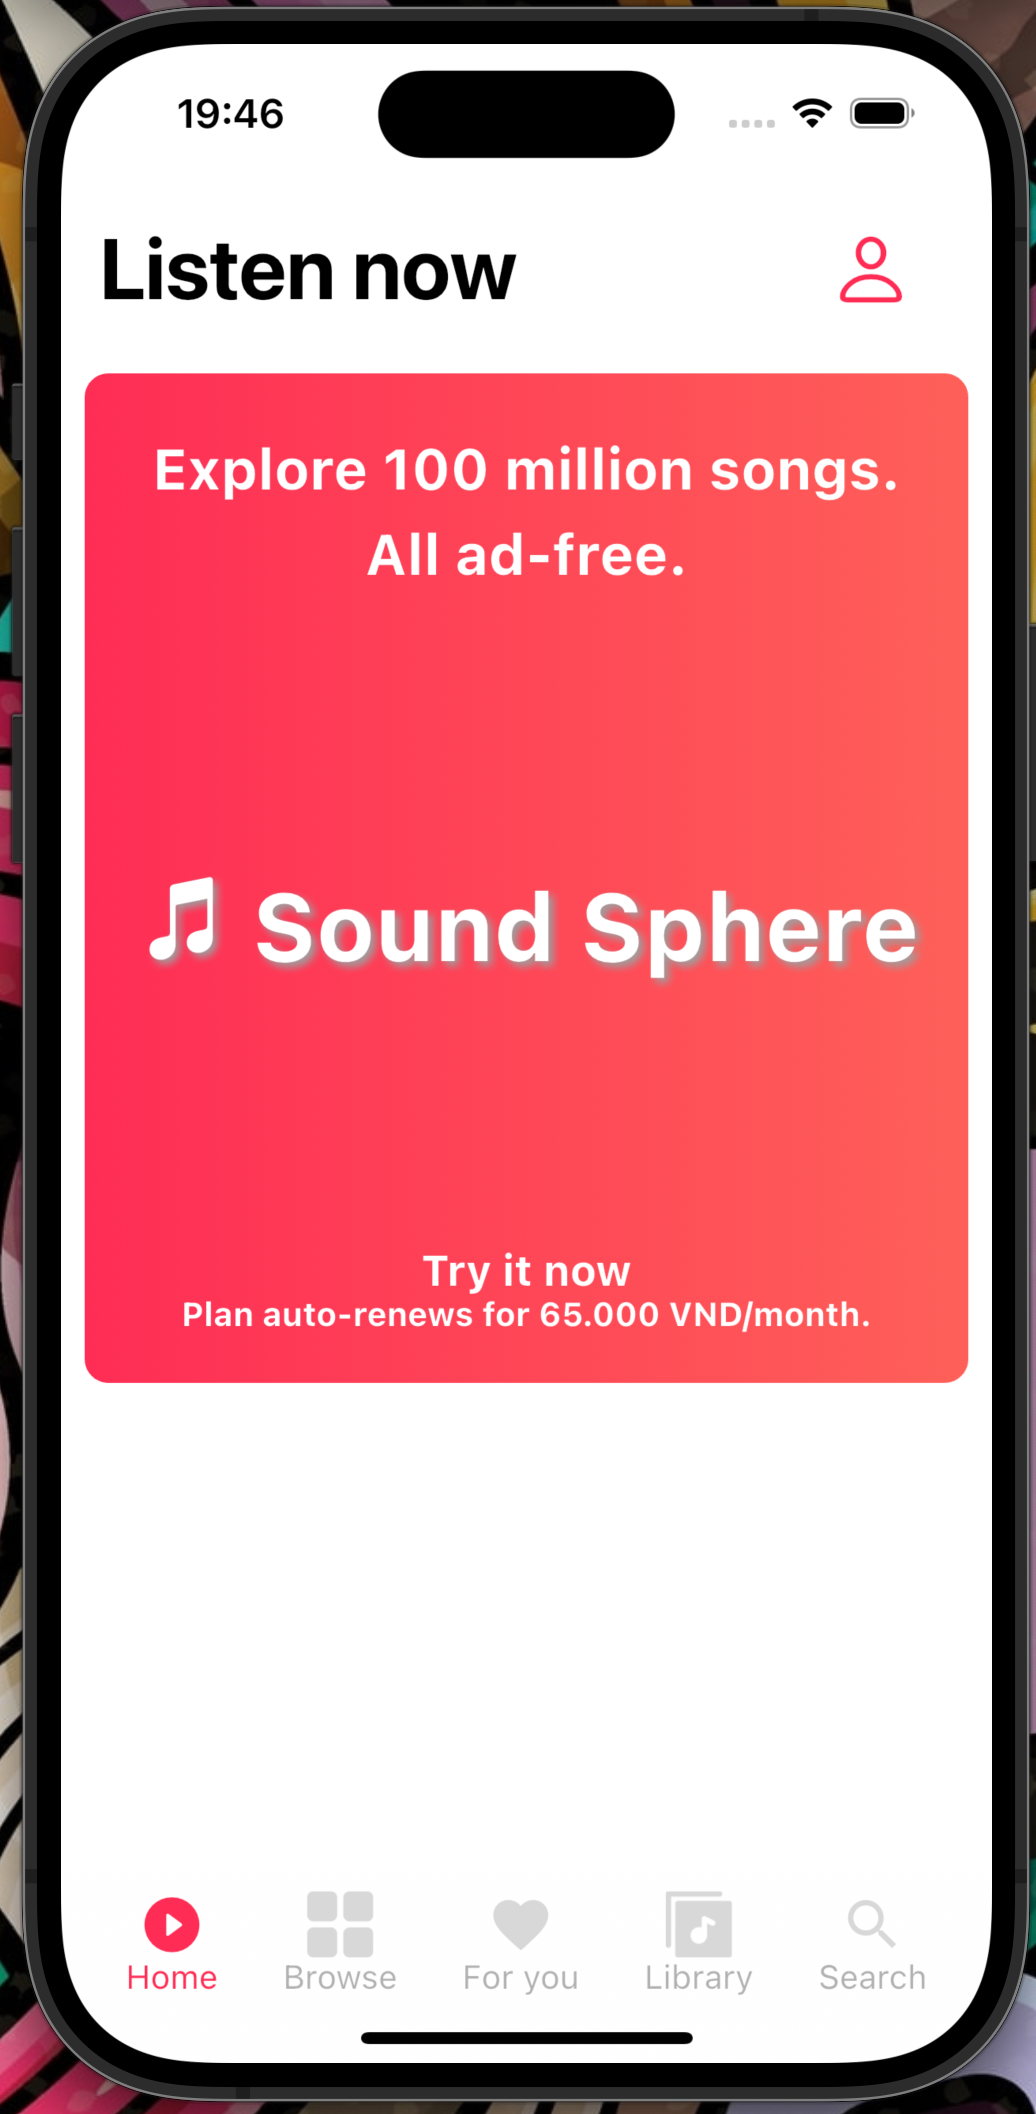 19:46
Listen now
Explore 100 million songs.
All ad-free.
Sound Sphere
Try it now
Plan auto-renews for 65.000 VND/month.
Home Browse For you Library Search